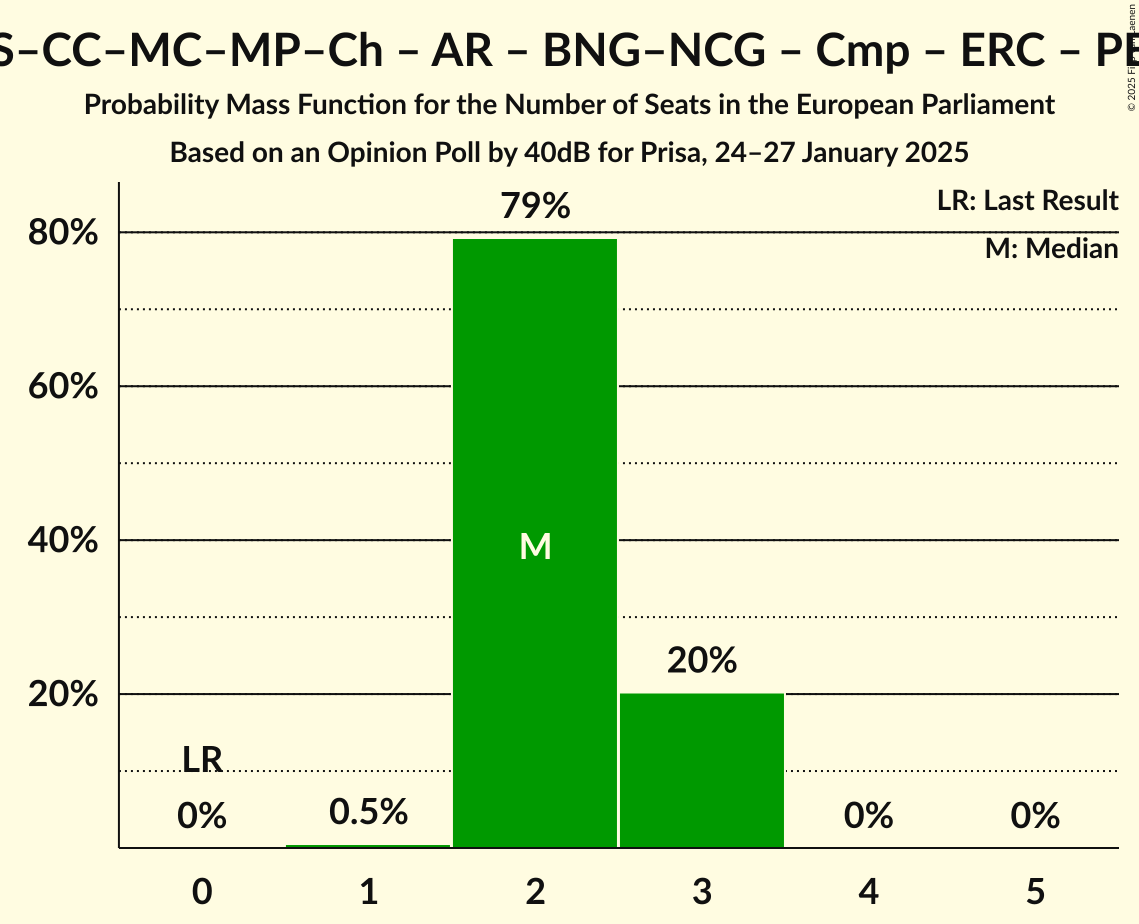 S–CC–MC–MP–Ch – AR – BNG–NCG – Cmp – ERC –
Probability Mass Function for the Number of Seats in the European Parliament
Based on an Opinion Poll by 40dB for Prisa, 24–27 January 2025
© 2025
LR: Last Result
M: Median
80%
60%
40%
20%
79%
M
20%
LR
0%
0.5%
0%
0%
0 1 2 3 4 5